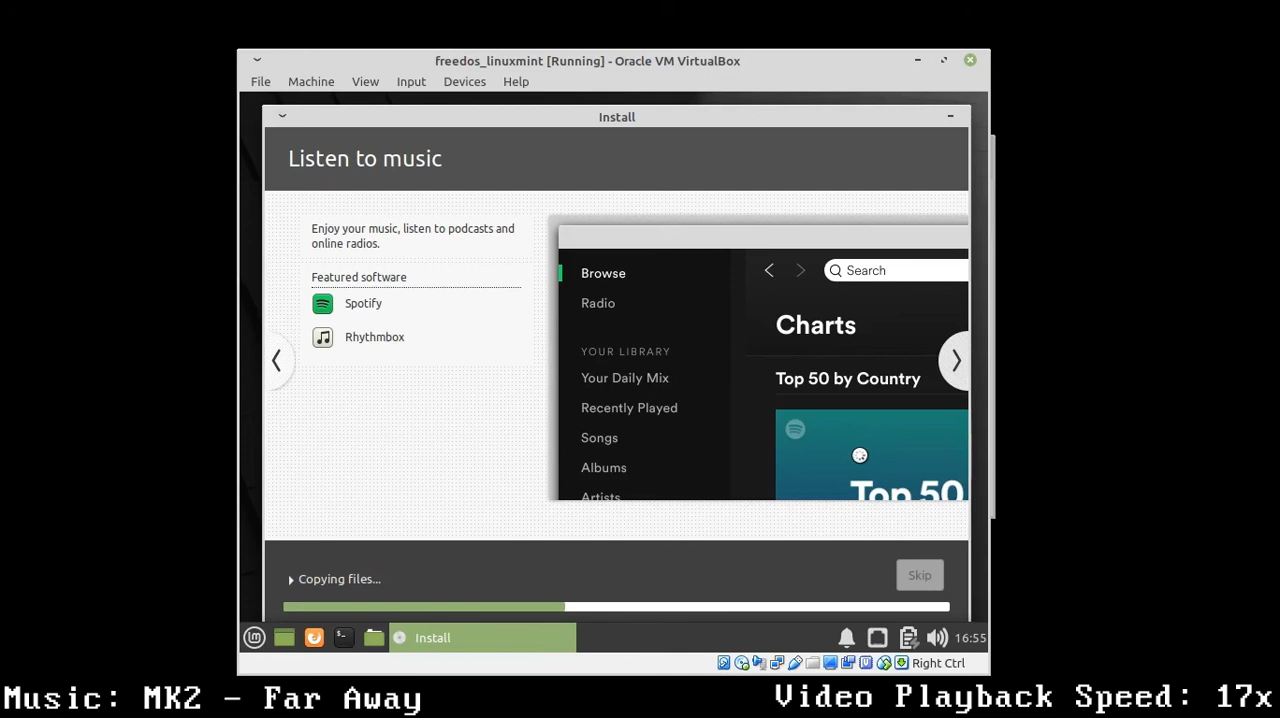 freedos_linuxmint [Running] - Oracle VM VirtualBox
File Machine View Input Devices Help
Install
Listen to music
Enjoy your music, listen to podcasts and
online radios.
Featured software
Spotify
Rhythmbox
Browse
Radio
YOUR LIBRARY
Your Daily Mix
Recently Played
Songs
Albums
Artists
Search
Charts
Top 50 by Country
Top 50
Copying files...
Skip
Install
16:55
Right Ctrl
Music: MK2 - Far Away
Video Playback Speed: 17x